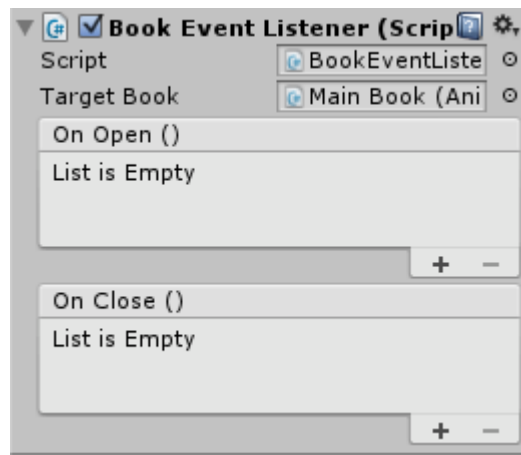 Book Event Listener (Scrip
Script BookEventListe
Target Book Main Book (Ani
On Open ()
List is Empty
+ −
On Close ()
List is Empty
+ −